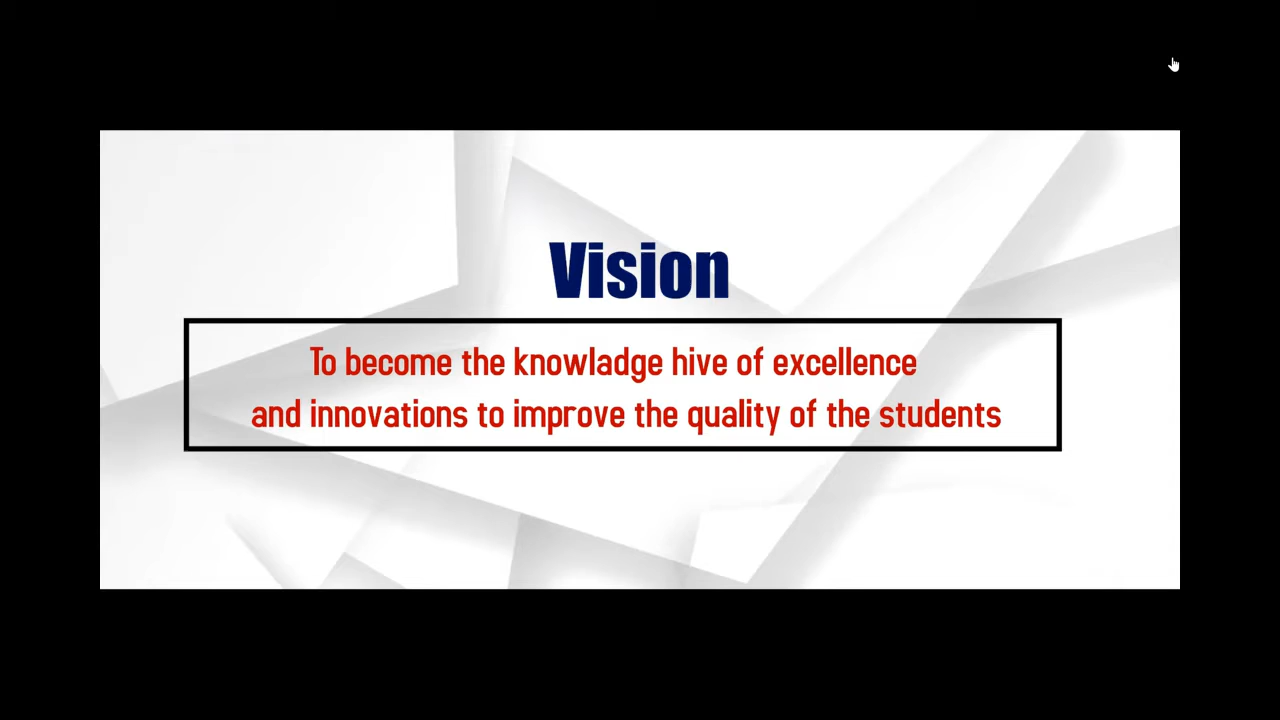 Vision
To become the knowladge hive of excellence
and innovations to improve the quality of the students